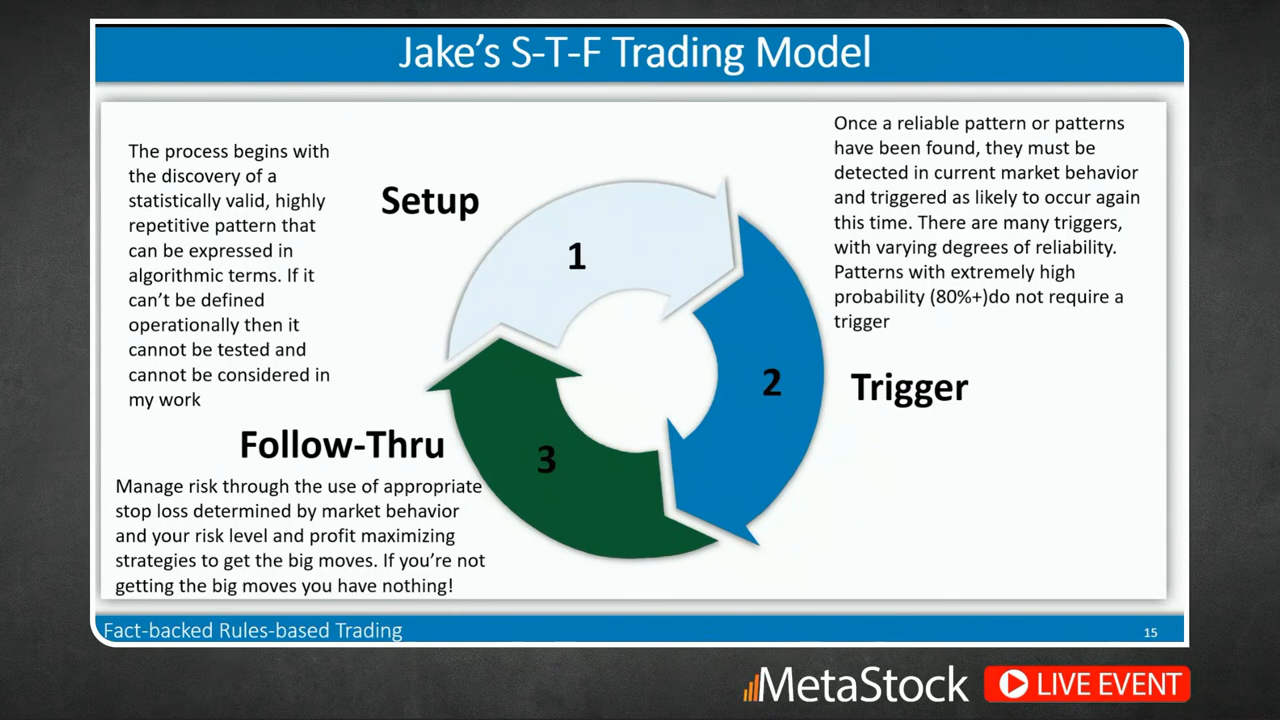 Jake's S-T-F Trading Model
The process begins with
the discovery of a
statistically valid, highly
repetitive pattern that
can be expressed in
algorithmic terms. If it
can't be defined
operationally then it
cannot be tested and
cannot be considered in
my work
Setup
1
Once a reliable pattern or patterns
have been found, they must be
detected in current market behavior
and triggered as likely to occur again
this time. There are many triggers,
with varying degrees of reliability.
Patterns with extremely high
probability (80%+)do not require a
trigger
2
Trigger
Follow-Thru
3
Manage risk through the use of appropriate
stop loss determined by market behavior
and your risk level and profit maximizing
strategies to get the big moves. If you're not
getting the big moves you have nothing!
Fact-backed Rules-based Trading
15
MetaStock
LIVE EVENT